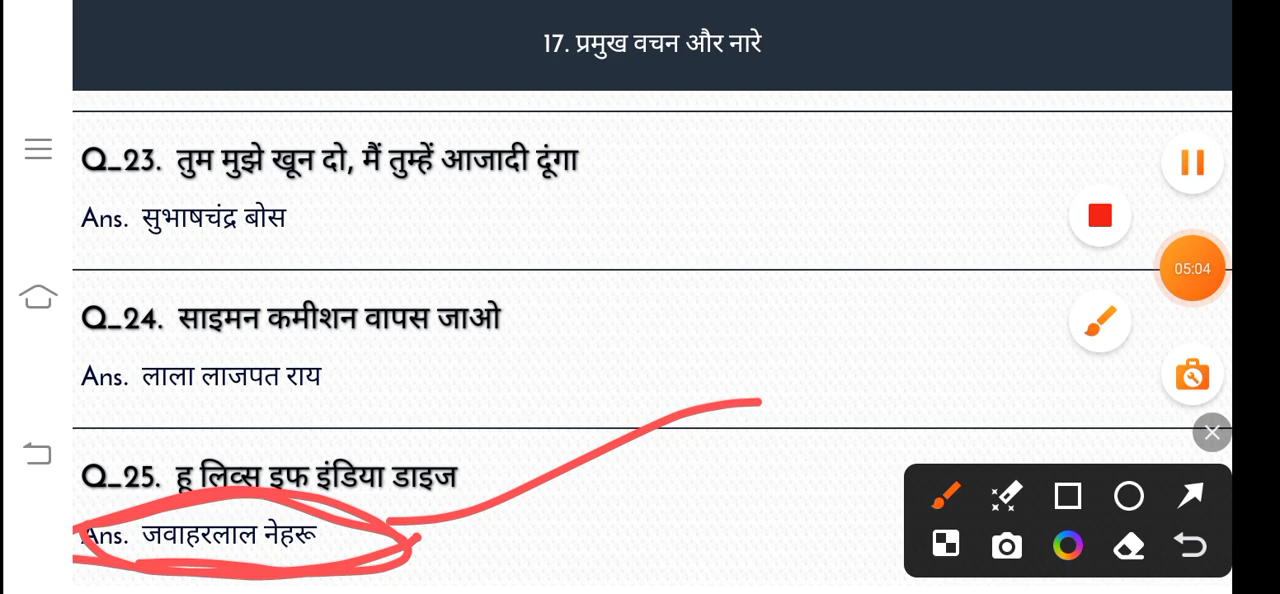 17. प्रमुख वचन और नारे
Q_23. तुम मुझे खून दो, मैं तुम्हें आजादी दूंगा
Ans. सुभाषचंद्र बोस
05:04
Q_24. साइमन कमीशन वापस जाओ
Ans. लाला लाजपत राय
Q_25. हू लिव्स इफ इंडिया डाइज
Ans. जवाहरलाल नेहरू